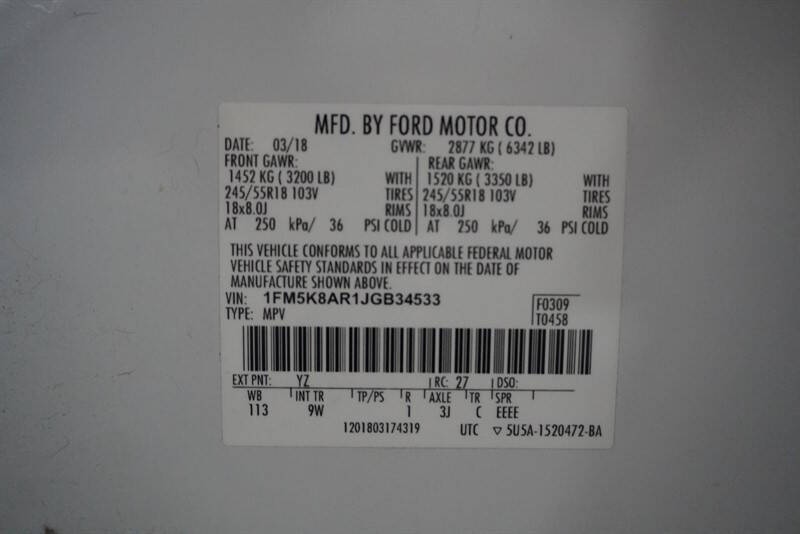 MFD. BY FORD MOTOR CO.
DATE: 03/18 GVWR: 2877 KG ( 6342 LB)
FRONT GAWR: REAR GAWR:
1452 KG ( 3200 LB) WITH 1520 KG ( 3350 LB) WITH
245/55R18 103V TIRES 245/55R18 103V TIRES
18x8.0J RIMS 18x8.0J RIMS
AT 250 kPa/ 36 PSI COLD AT 250 kPa/ 36 PSI COLD
THIS VEHICLE CONFORMS TO ALL APPLICABLE FEDERAL MOTOR
VEHICLE SAFETY STANDARDS IN EFFECT ON THE DATE OF
MANUFACTURE SHOWN ABOVE.
VIN: 1FM5K8AR1JGB34533 F0309
TYPE: MPV T0458
EXT PNT: YZ RC: 27 DSO:
WB INT TR TP/PS R AXLE TR SPR
113 9W 1 3J C EEEE
1201803174319 UTC ▽ 5U5A-1520472-BA